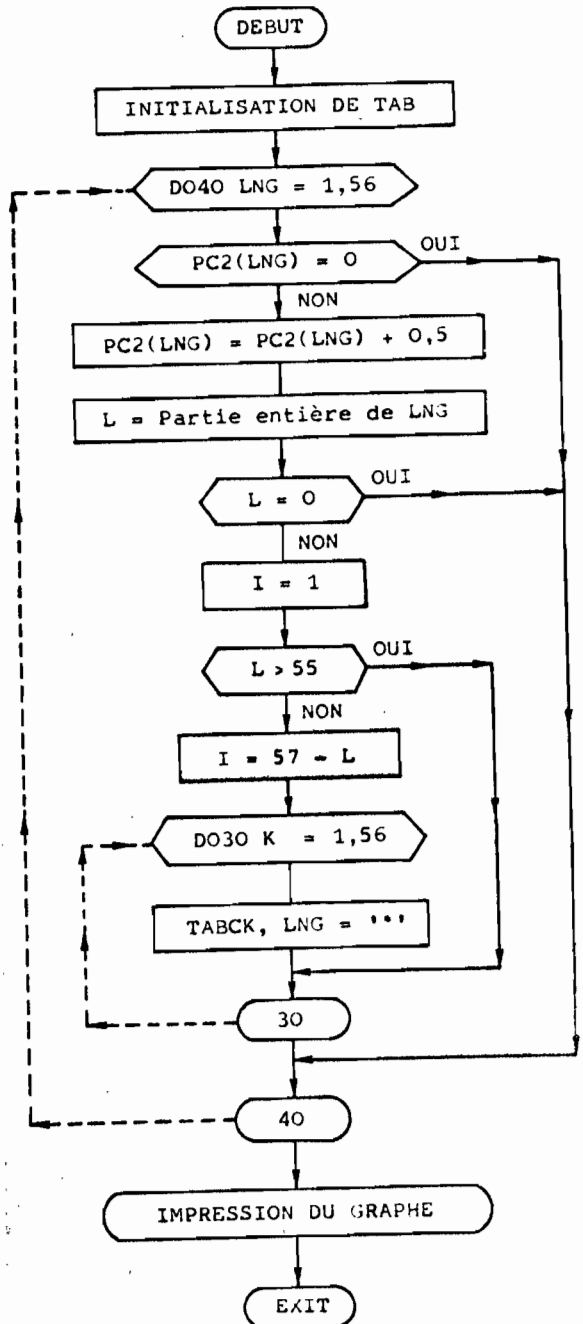 DEBUT
INITIALISATION DE TAB
DO40 LNG = 1,56
PC2(LNG) = 0
OUI
NON
PC2(LNG) = PC2(LNG) + 0,5
L = Partie entière de LNG
L = 0
OUI
NON
I = 1
L > 55
OUI
NON
I = 57 - L
DO30 K = 1,56
TABCK, LNG = '*'
30
40
IMPRESSION DU GRAPHE
EXIT